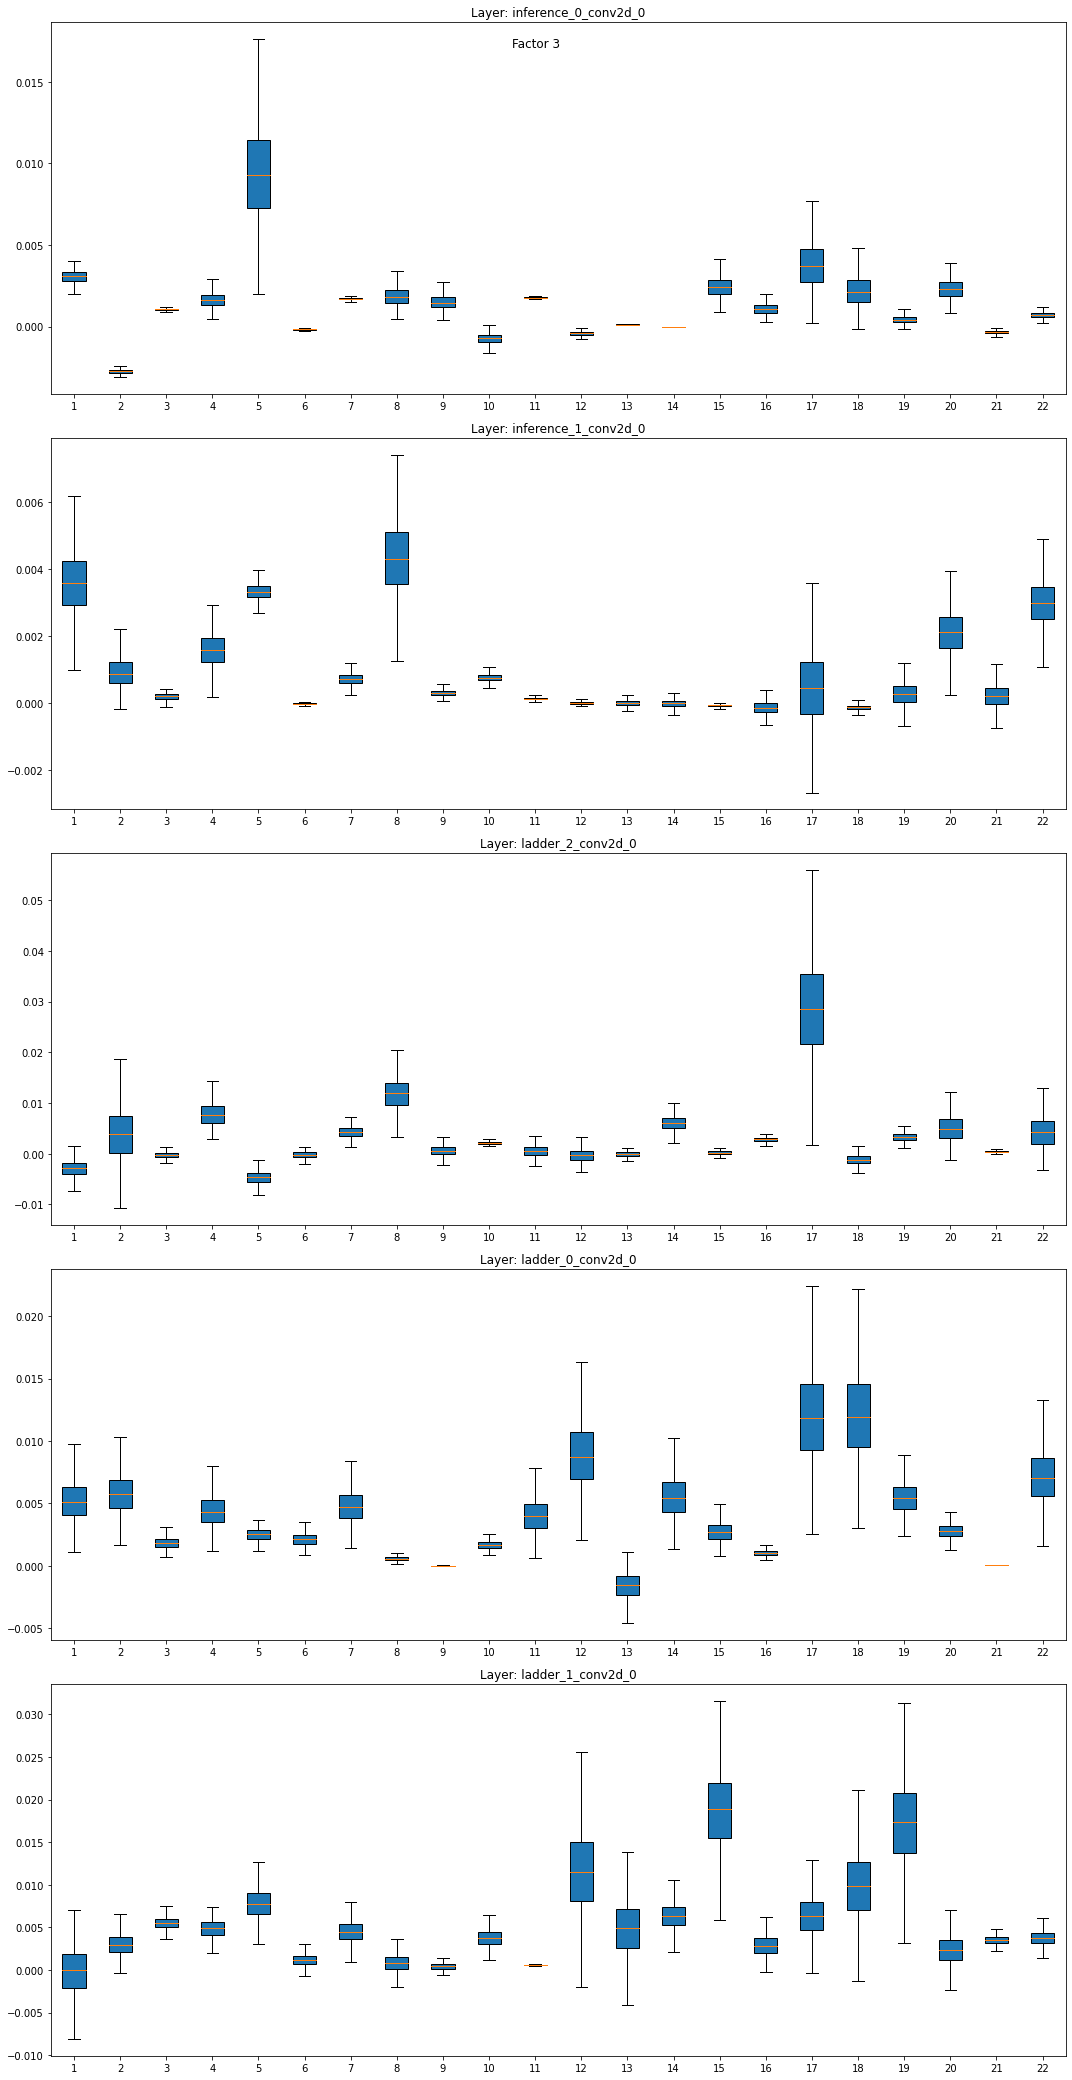 Layer: inference_0_conv2d_0
Factor 3
0.015
0.010
0.005
0.000
1 2 3 4 5 6 7 8 9 10 11 12 13 14 15 16 17 18 19 20 21 22
Layer: inference_1_conv2d_0
0.006
0.004
0.002
0.000
−0.002
1 2 3 4 5 6 7 8 9 10 11 12 13 14 15 16 17 18 19 20 21 22
Layer: ladder_2_conv2d_0
0.05
0.04
0.03
0.02
0.01
0.00
−0.01
1 2 3 4 5 6 7 8 9 10 11 12 13 14 15 16 17 18 19 20 21 22
Layer: ladder_0_conv2d_0
0.020
0.015
0.010
0.005
0.000
−0.005
1 2 3 4 5 6 7 8 9 10 11 12 13 14 15 16 17 18 19 20 21 22
Layer: ladder_1_conv2d_0
0.030
0.025
0.020
0.015
0.010
0.005
0.000
−0.005
−0.010
1 2 3 4 5 6 7 8 9 10 11 12 13 14 15 16 17 18 19 20 21 22